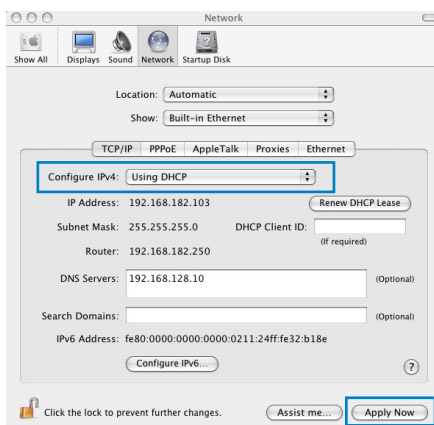 Network
Show All Displays Sound Network Startup Disk
Location: Automatic
Show: Built-in Ethernet
TCP/IP PPPoE AppleTalk Proxies Ethernet
Configure IPv4: Using DHCP
IP Address: 192.168.182.103 Renew DHCP Lease
Subnet Mask: 255.255.255.0 DHCP Client ID:
(If required)
Router: 192.168.182.250
DNS Servers: 192.168.128.10 (Optional)
Search Domains: (Optional)
IPv6 Address: fe80:0000:0000:0000:0211:24ff:fe32:b18e
Configure IPv6... ?
Click the lock to prevent further changes. Assist me... Apply Now